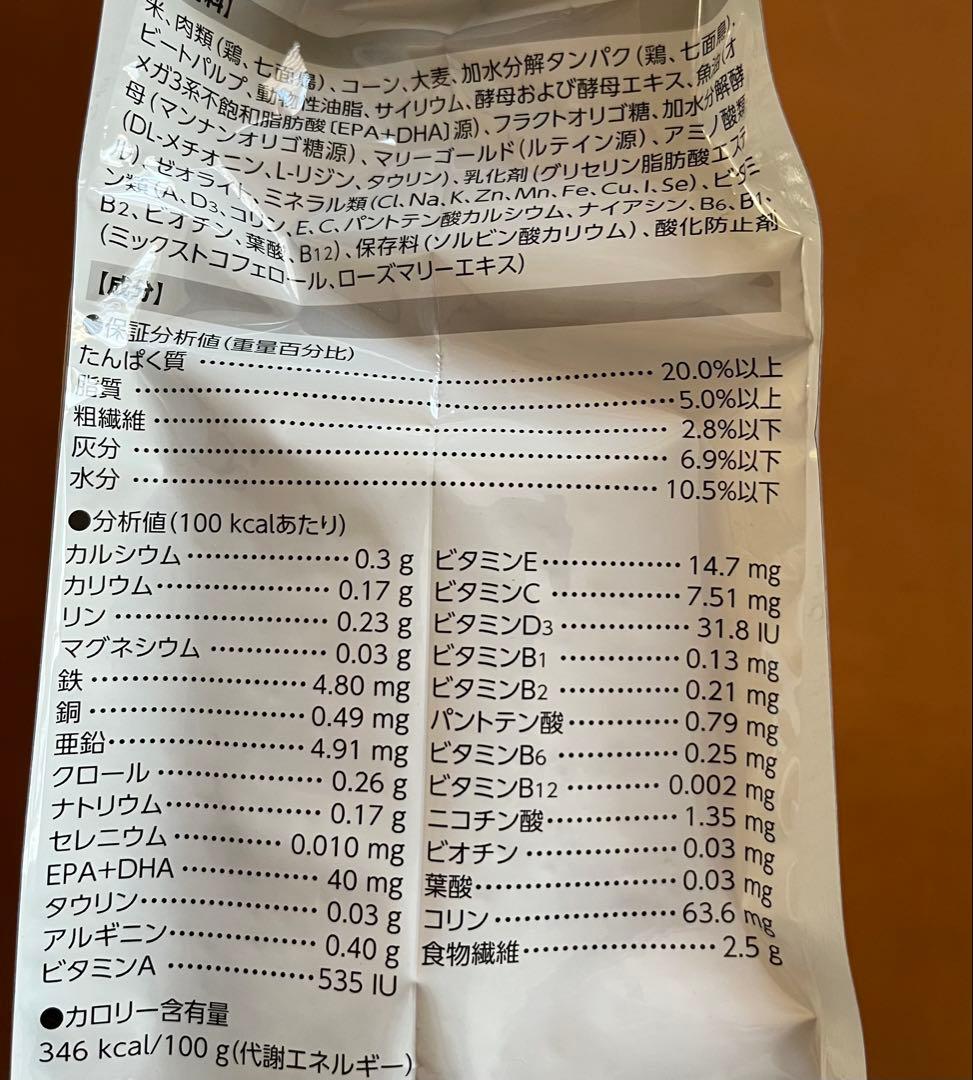 料】
米、肉類(鶏、七面鳥)、コーン、大麦、加水分解タンパク(鶏、七面鳥)、
ビートパルプ、動物性油脂、サイリウム、酵母および酵母エキス、魚油(オ
メガ3系不飽和脂肪酸〔EPA+DHA〕源)、フラクトオリゴ糖、加水分解酵
母(マンナンオリゴ糖源)、マリーゴールド(ルテイン源)、アミノ酸類
(DL-メチオニン、L-リジン、タウリン)、乳化剤(グリセリン脂肪酸エステ
ル)、ゼオライト、ミネラル類(Cl、Na、K、Zn、Mn、Fe、Cu、I、Se)、ビタミ
ン類(A、D3、コリン、E、C、パントテン酸カルシウム、ナイアシン、B6、B1、
B2、ビオチン、葉酸、B12)、保存料(ソルビン酸カリウム)、酸化防止剤
(ミックストコフェロール、ローズマリーエキス)
【成分】
●保証分析値(重量百分比)
たんぱく質 20.0%以上
脂質 5.0%以上
粗繊維 2.8%以下
灰分 6.9%以下
水分 10.5%以下
●分析値(100 kcalあたり)
カルシウム 0.3 g
カリウム 0.17 g
リン 0.23 g
マグネシウム 0.03 g
鉄 4.80 mg
銅 0.49 mg
亜鉛 4.91 mg
クロール 0.26 g
ナトリウム 0.17 g
セレニウム 0.010 mg
EPA+DHA 40 mg
タウリン 0.03 g
アルギニン 0.40 g
ビタミンA 535 IU
ビタミンE 14.7 mg
ビタミンC 7.51 mg
ビタミンD3 31.8 IU
ビタミンB1 0.13 mg
ビタミンB2 0.21 mg
パントテン酸 0.79 mg
ビタミンB6 0.25 mg
ビタミンB12 0.002 mg
ニコチン酸 1.35 mg
ビオチン 0.03 mg
葉酸 0.03 mg
コリン 63.6 mg
食物繊維 2.5 g
●カロリー含有量
346 kcal/100 g(代謝エネルギー)